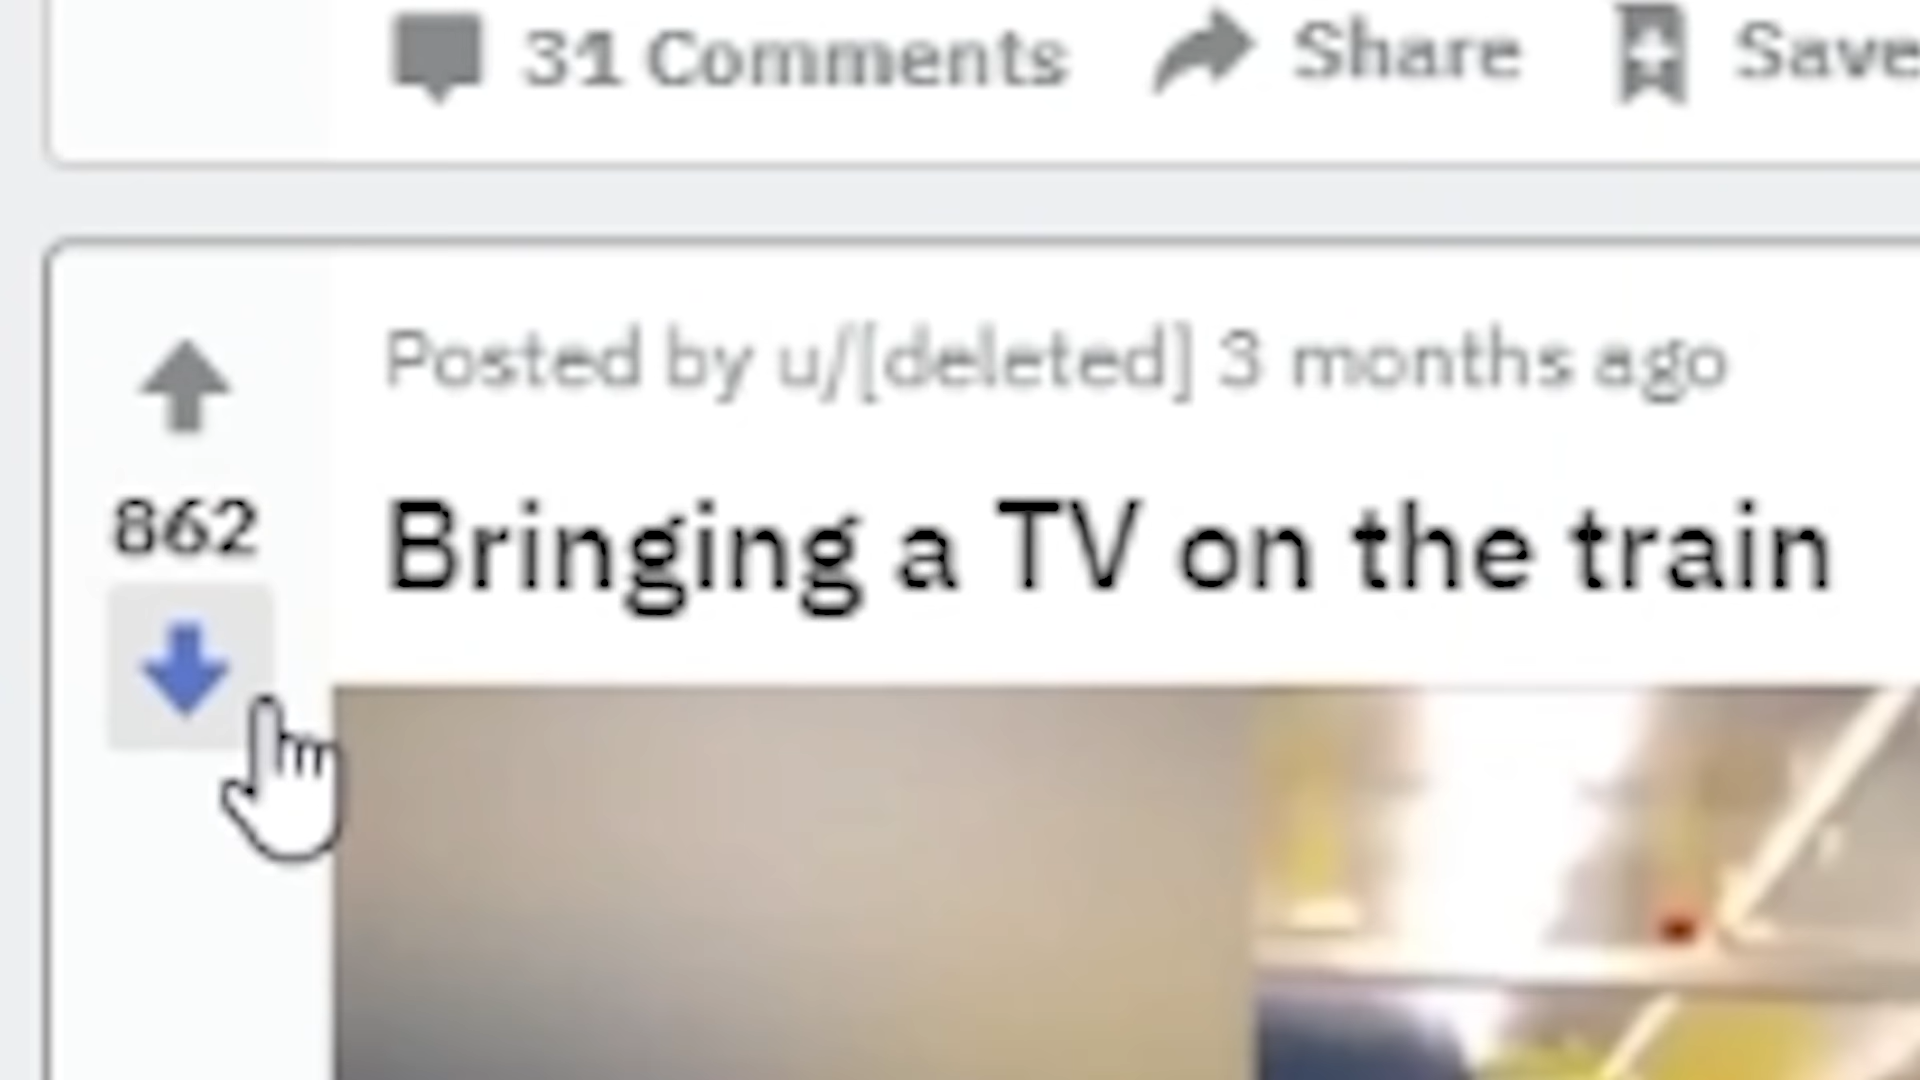 31 Comments Share Save
Posted by u/[deleted] 3 months ago
862
Bringing a TV on the train